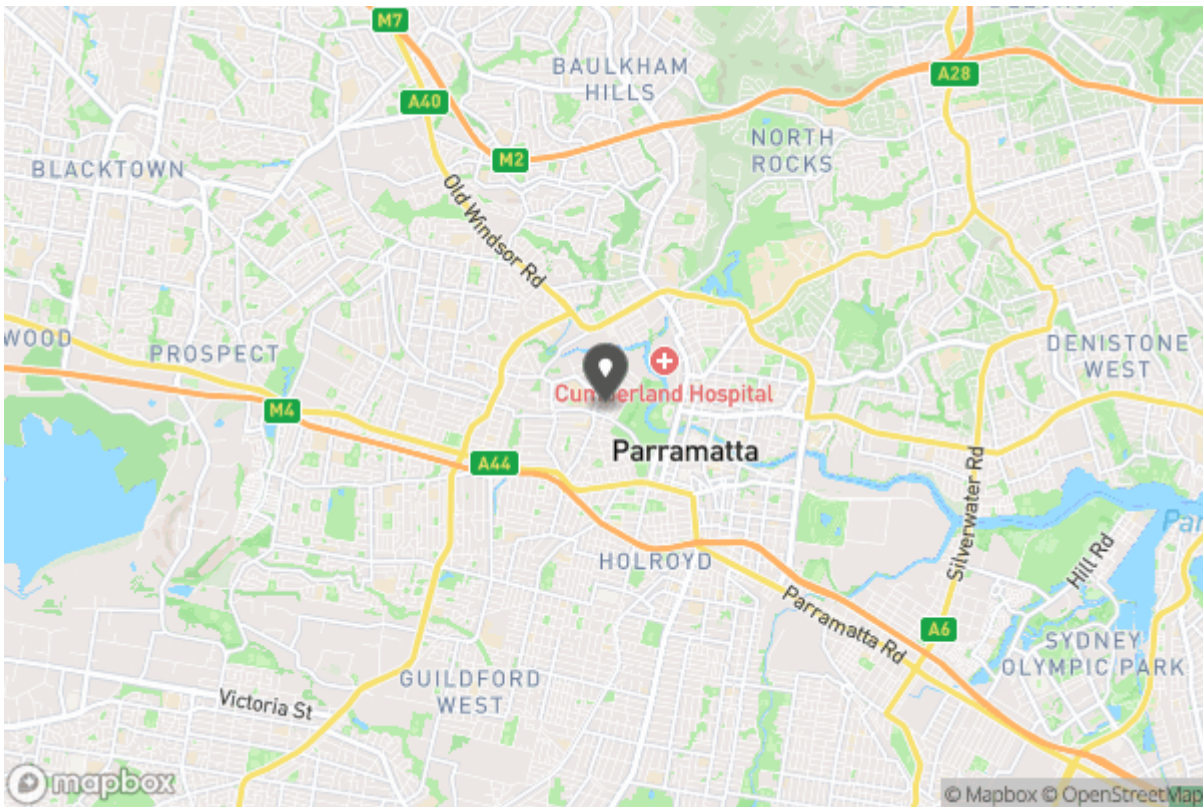 M7
BAULKHAM
HILLS
A28
A40
NORTH
ROCKS
M2
BLACKTOWN
Old Windsor Rd
WOOD
PROSPECT
DENISTONE
WEST
Cumberland Hospital
M4
Parramatta
A44
Silverwater Rd
Pa
Hill Rd
HOLROYD
Parramatta Rd
A6
SYDNEY
OLYMPIC PARK
GUILDFORD
WEST
Victoria St
mapbox
© Mapbox © OpenStreetMap